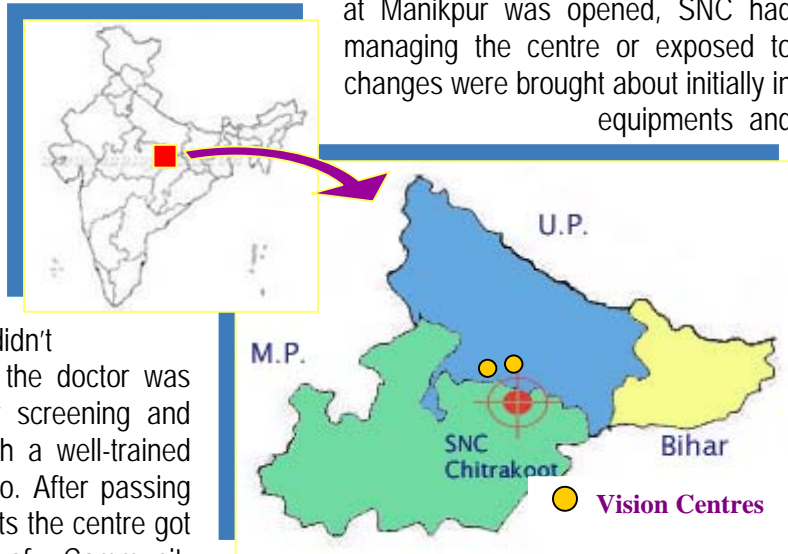 at Manikpur was opened, SNC had
managing the centre or exposed to
changes were brought about initially in
equipments and
didn't
the doctor was
screening and
a well-trained
o. After passing
the centre got
U.P.
M.P.
SNC
Chitrakoot
Bihar
Vision Centres